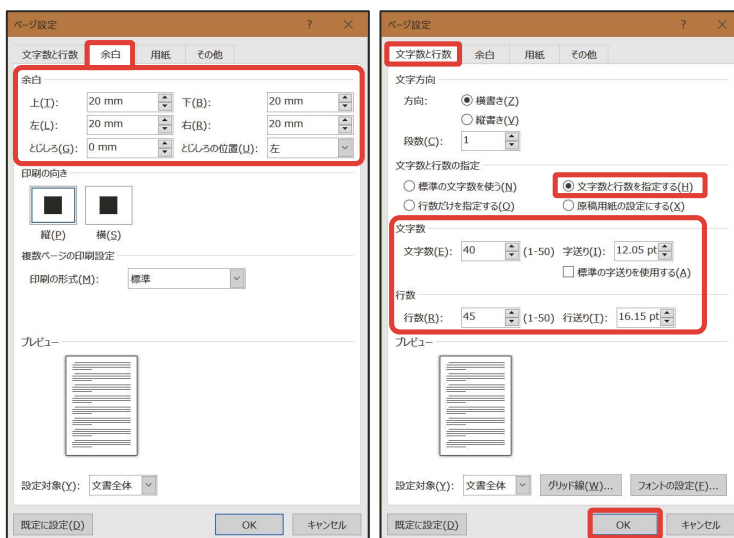 ページ設定 ? ×
文字数と行数 余白 用紙 その他
余白
上(T): 20 mm 下(B): 20 mm
左(L): 20 mm 右(R): 20 mm
とじしろ(G): 0 mm とじしろの位置(U): 左
印刷の向き
縦(P) 横(S)
複数ページの印刷設定
印刷の形式(M): 標準
プレビュー
設定対象(Y): 文書全体
既定に設定(D) OK キャンセル
ページ設定 ? ×
文字数と行数 余白 用紙 その他
文字方向
方向: 横書き(Z)
縦書き(V)
段数(C): 1
文字数と行数の指定
標準の文字数を使う(N) 文字数と行数を指定する(H)
行数だけを指定する(O) 原稿用紙の設定にする(X)
文字数
文字数(E): 40 (1-50) 字送り(I): 12.05 pt
標準の字送りを使用する(A)
行数
行数(R): 45 (1-50) 行送り(T): 16.15 pt
プレビュー
設定対象(Y): 文書全体 グリッド線(W)... フォントの設定(F)...
既定に設定(D) OK キャンセル